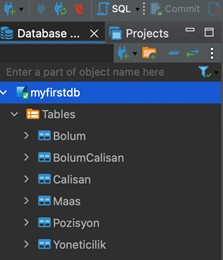 SQL
Commit
Database ...
Projects
Enter a part of object name here
myfirstdb
Tables
Bolum
BolumCalisan
Calisan
Maas
Pozisyon
Yoneticilik